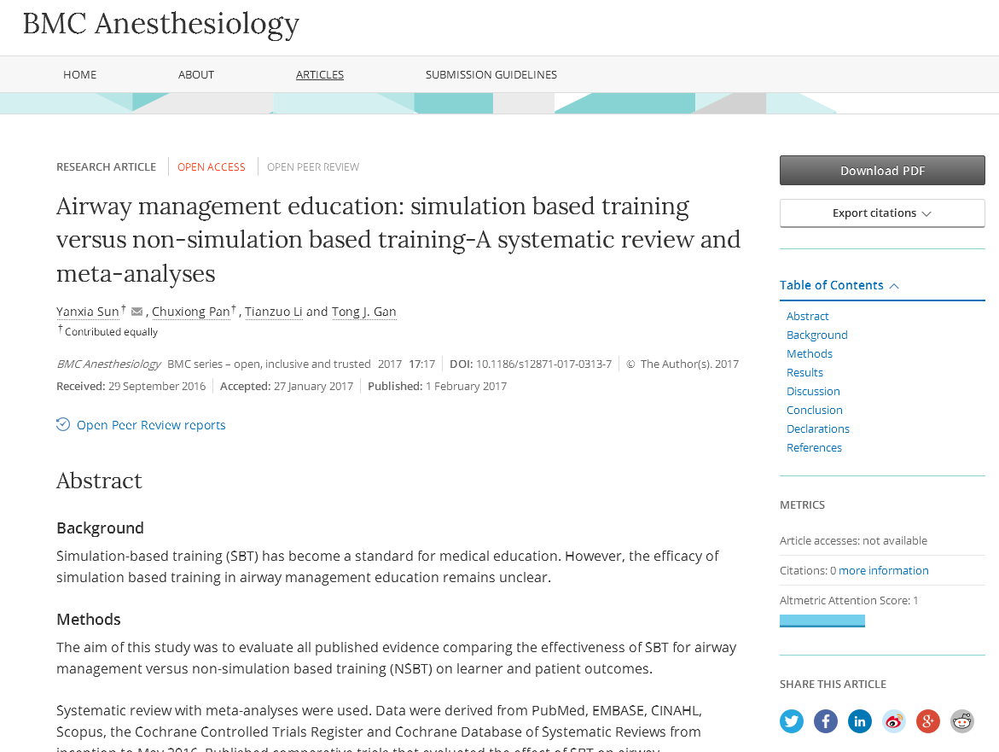 BMC Anesthesiology
HOME ABOUT ARTICLES SUBMISSION GUIDELINES
RESEARCH ARTICLE OPEN ACCESS OPEN PEER REVIEW
Airway management education: simulation based training
versus non-simulation based training-A systematic review and
meta-analyses
Yanxia Sun†, Chuxiong Pan†, Tianzuo Li and Tong J. Gan
†Contributed equally
BMC Anesthesiology BMC series – open, inclusive and trusted 2017 17:17 DOI: 10.1186/s12871-017-0313-7 © The Author(s). 2017
Received: 29 September 2016 Accepted: 27 January 2017 Published: 1 February 2017
Open Peer Review reports
Abstract
Background
Simulation-based training (SBT) has become a standard for medical education. However, the efficacy of
simulation based training in airway management education remains unclear.
Methods
The aim of this study was to evaluate all published evidence comparing the effectiveness of SBT for airway
management versus non-simulation based training (NSBT) on learner and patient outcomes.
Systematic review with meta-analyses were used. Data were derived from PubMed, EMBASE, CINAHL,
Scopus, the Cochrane Controlled Trials Register and Cochrane Database of Systematic Reviews from
inception to May 2016. Published comparative trials that evaluated the effect of SBT on airway
Download PDF
Export citations
Table of Contents
Abstract
Background
Methods
Results
Discussion
Conclusion
Declarations
References
METRICS
Article accesses: not available
Citations: 0 more information
Altmetric Attention Score: 1
SHARE THIS ARTICLE